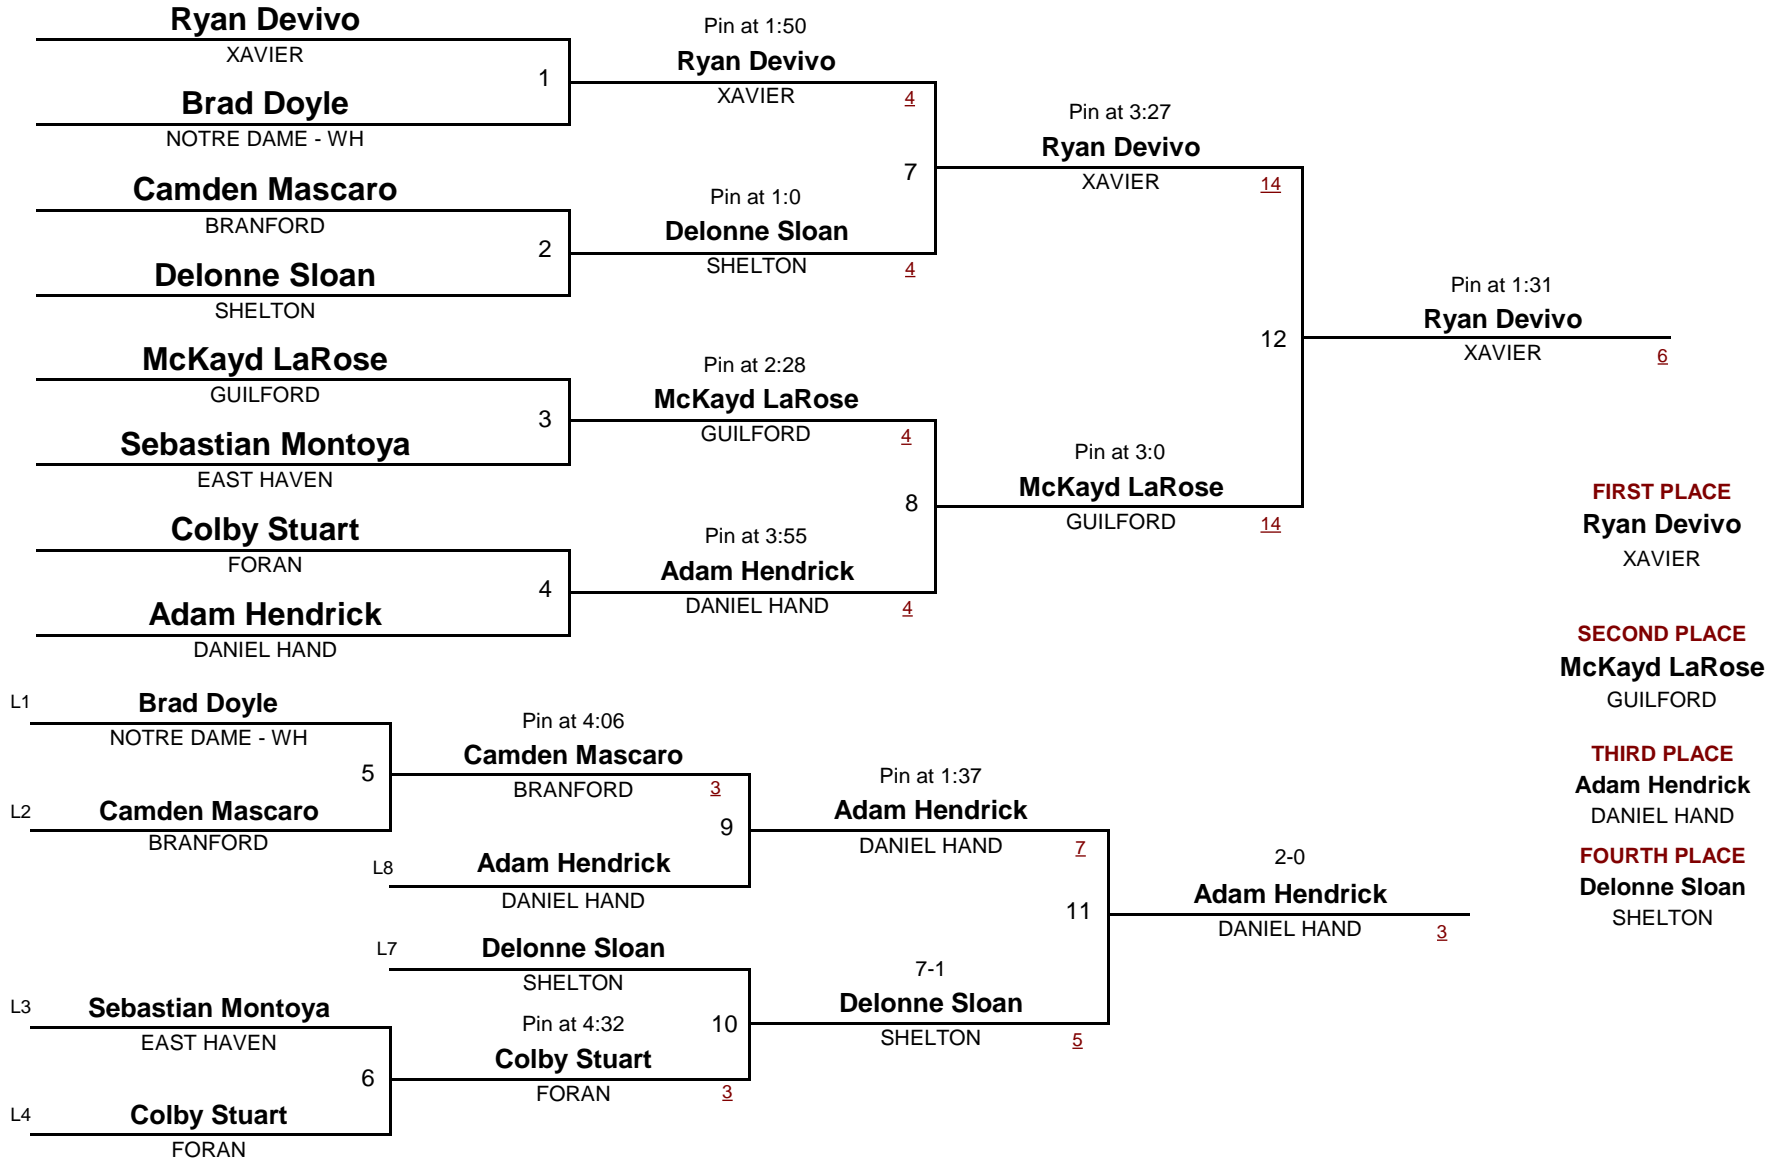 Ryan Devivo
XAVIER
1
Brad Doyle
NOTRE DAME - WH
Pin at 1:50
Ryan Devivo
XAVIER
4
Camden Mascaro
BRANFORD
2
Delonne Sloan
SHELTON
Pin at 1:0
Delonne Sloan
SHELTON
4
7
Pin at 3:27
Ryan Devivo
XAVIER
14
McKayd LaRose
GUILFORD
3
Sebastian Montoya
EAST HAVEN
Pin at 2:28
McKayd LaRose
GUILFORD
4
Colby Stuart
FORAN
4
Adam Hendrick
DANIEL HAND
Pin at 3:55
Adam Hendrick
DANIEL HAND
4
8
Pin at 3:0
McKayd LaRose
GUILFORD
14
12
Pin at 1:31
Ryan Devivo
XAVIER
6
FIRST PLACE
Ryan Devivo
XAVIER
SECOND PLACE
McKayd LaRose
GUILFORD
THIRD PLACE
Adam Hendrick
DANIEL HAND
FOURTH PLACE
Delonne Sloan
SHELTON
L1
Brad Doyle
NOTRE DAME - WH
5
L2
Camden Mascaro
BRANFORD
Pin at 4:06
Camden Mascaro
BRANFORD
3
9
L8
Adam Hendrick
DANIEL HAND
Pin at 1:37
Adam Hendrick
DANIEL HAND
7
L7
Delonne Sloan
SHELTON
10
L3
Sebastian Montoya
EAST HAVEN
6
L4
Colby Stuart
FORAN
Pin at 4:32
Colby Stuart
FORAN
3
7-1
Delonne Sloan
SHELTON
5
11
2-0
Adam Hendrick
DANIEL HAND
3